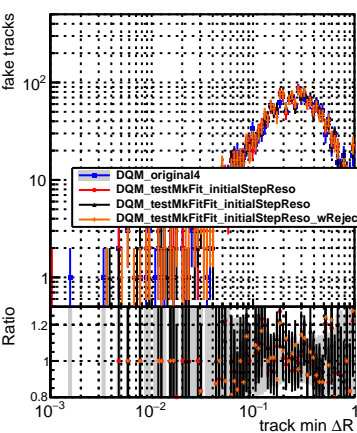 fake tracks
10²
10
1
DQM_original4
DQM_testMkFit_initialStepReso
DQM_testMkFitFit_initialStepReso
DQM_testMkFitFit_initialStepReso_wRejec
Ratio
1.2
1
0.8
10⁻³ 10⁻² 10⁻¹ 1
track min ΔR